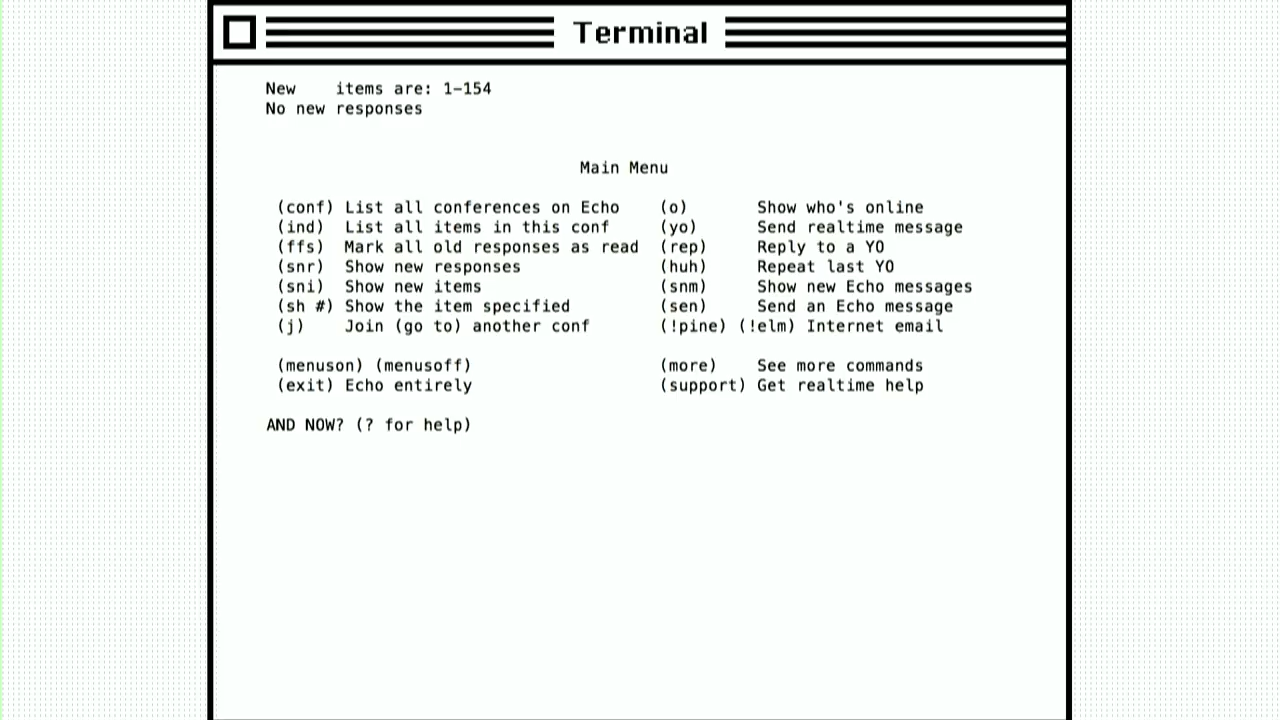 Terminal
New    items are: 1-154
No new responses
Main Menu
(conf) List all conferences on Echo    (o)       Show who's online
(ind)  List all items in this conf     (yo)      Send realtime message
(ffs)  Mark all old responses as read  (rep)     Reply to a YO
(snr)  Show new responses              (huh)     Repeat last YO
(sni)  Show new items                  (snm)     Show new Echo messages
(sh #) Show the item specified         (sen)     Send an Echo message
(j)    Join (go to) another conf       (!pine) (!elm) Internet email
(menuson) (menusoff)                   (more)    See more commands
(exit) Echo entirely                   (support) Get realtime help
AND NOW? (? for help)